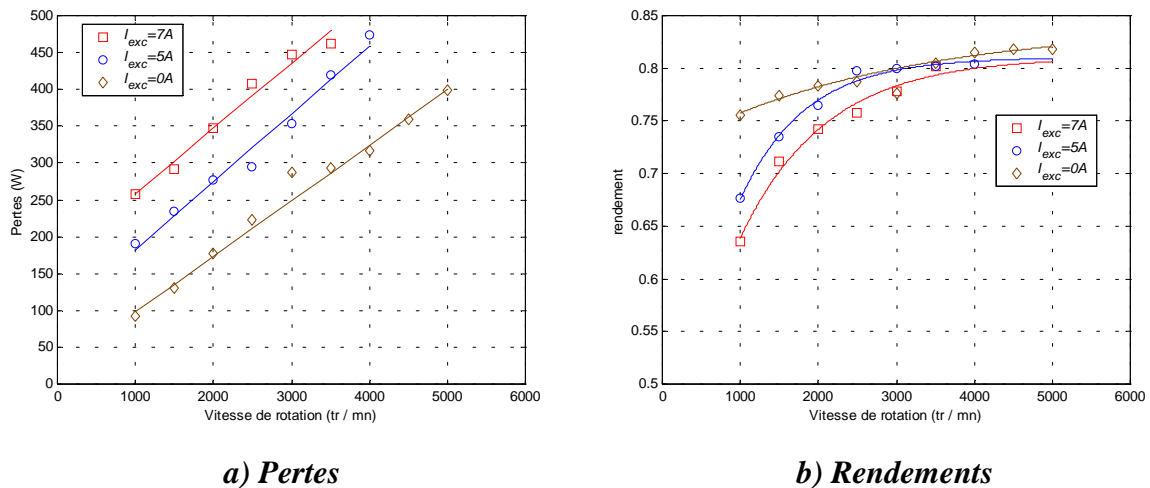 500
450
400
350
300
250
200
150
100
50
0
Pertes (W)
I_exc=7A
I_exc=5A
I_exc=0A
0 1000 2000 3000 4000 5000 6000
Vitesse de rotation (tr / mn)
a) Pertes
0.85
0.8
0.75
0.7
0.65
0.6
0.55
0.5
rendement
I_exc=7A
I_exc=5A
I_exc=0A
0 1000 2000 3000 4000 5000 6000
Vitesse de rotation (tr / mn)
b) Rendements